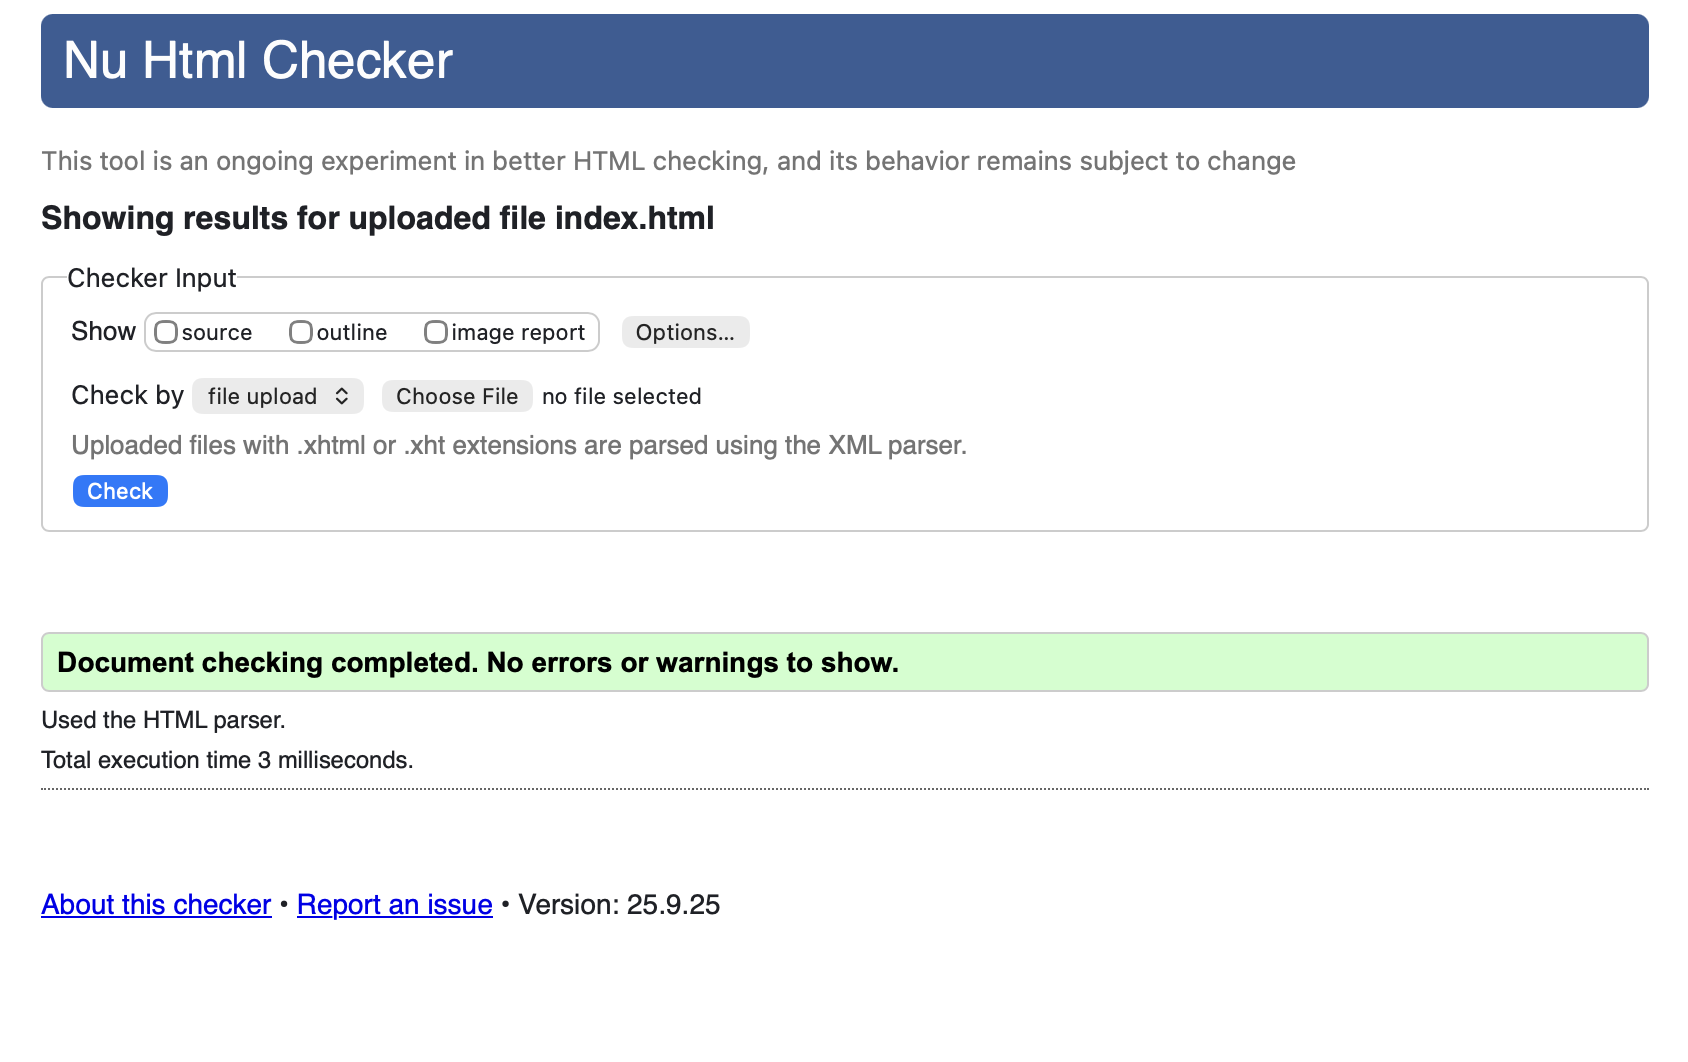 Nu Html Checker
This tool is an ongoing experiment in better HTML checking, and its behavior remains subject to change
Showing results for uploaded file index.html
Checker Input
Show source outline image report Options...
Check by file upload Choose File no file selected
Uploaded files with .xhtml or .xht extensions are parsed using the XML parser.
Check
Document checking completed. No errors or warnings to show.
Used the HTML parser.
Total execution time 3 milliseconds.
About this checker • Report an issue • Version: 25.9.25